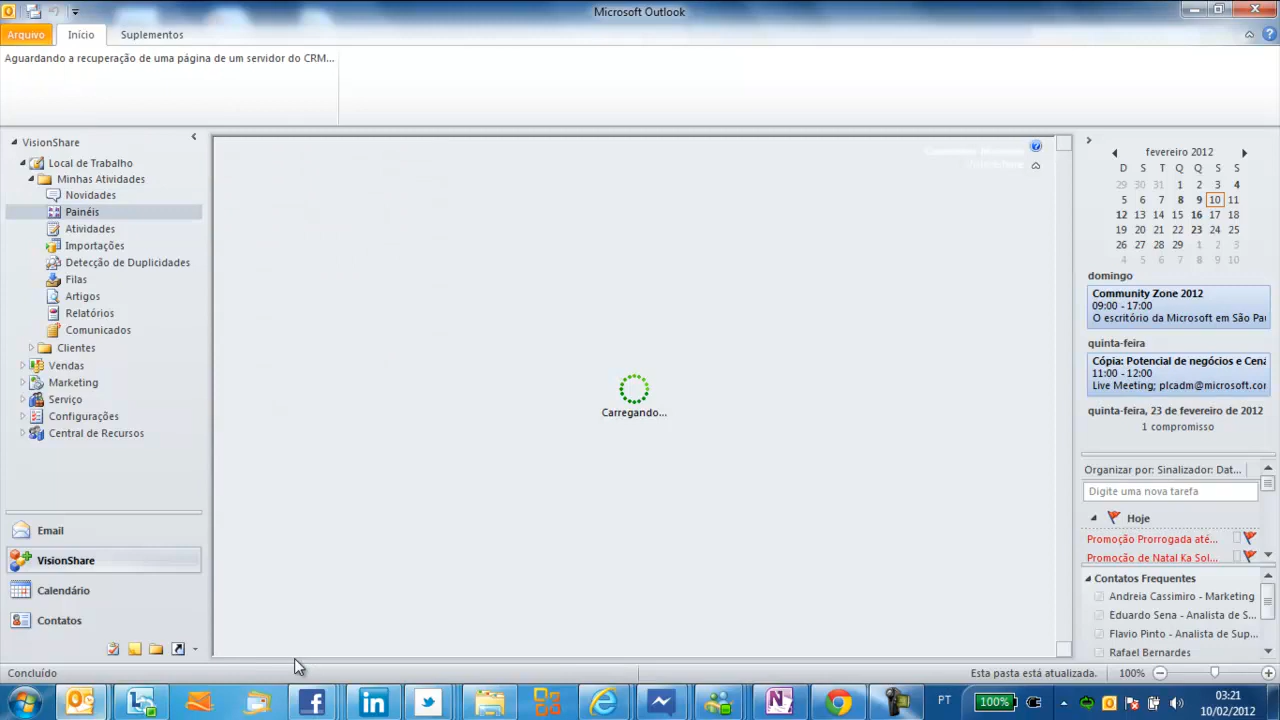 Microsoft Outlook
Arquivo
Início
Suplementos
Aguardando a recuperação de uma página de um servidor do CRM...
VisionShare
Local de Trabalho
Minhas Atividades
Novidades
Painéis
Atividades
Importações
Detecção de Duplicidades
Filas
Artigos
Relatórios
Comunicados
Clientes
Vendas
Marketing
Serviço
Configurações
Central de Recursos
Email
VisionShare
Calendário
Contatos
Carregando...
fevereiro 2012
D S T Q Q S S
29 30 31 1 2 3 4
5 6 7 8 9 10 11
12 13 14 15 16 17 18
19 20 21 22 23 24 25
26 27 28 29 1 2 3
4 5 6 7 8 9 10
domingo
Community Zone 2012
09:00 - 17:00
O escritório da Microsoft em São Pa
quinta-feira
Cópia: Potencial de negócios e Cená
11:00 - 12:00
Live Meeting; plcadm@microsoft.cor
quinta-feira, 23 de fevereiro de 2012
1 compromisso
Organizar por: Sinalizador: Dat...
Digite uma nova tarefa
Hoje
Promoção Prorrogada até...
Promoção de Natal Ka Sol...
Contatos Frequentes
Andreia Cassimiro - Marketing
Eduardo Sena - Analista de S...
Flavio Pinto - Analista de Sup...
Rafael Bernardes
Concluído
Esta pasta está atualizada.
100%
PT
100%
03:21
10/02/2012